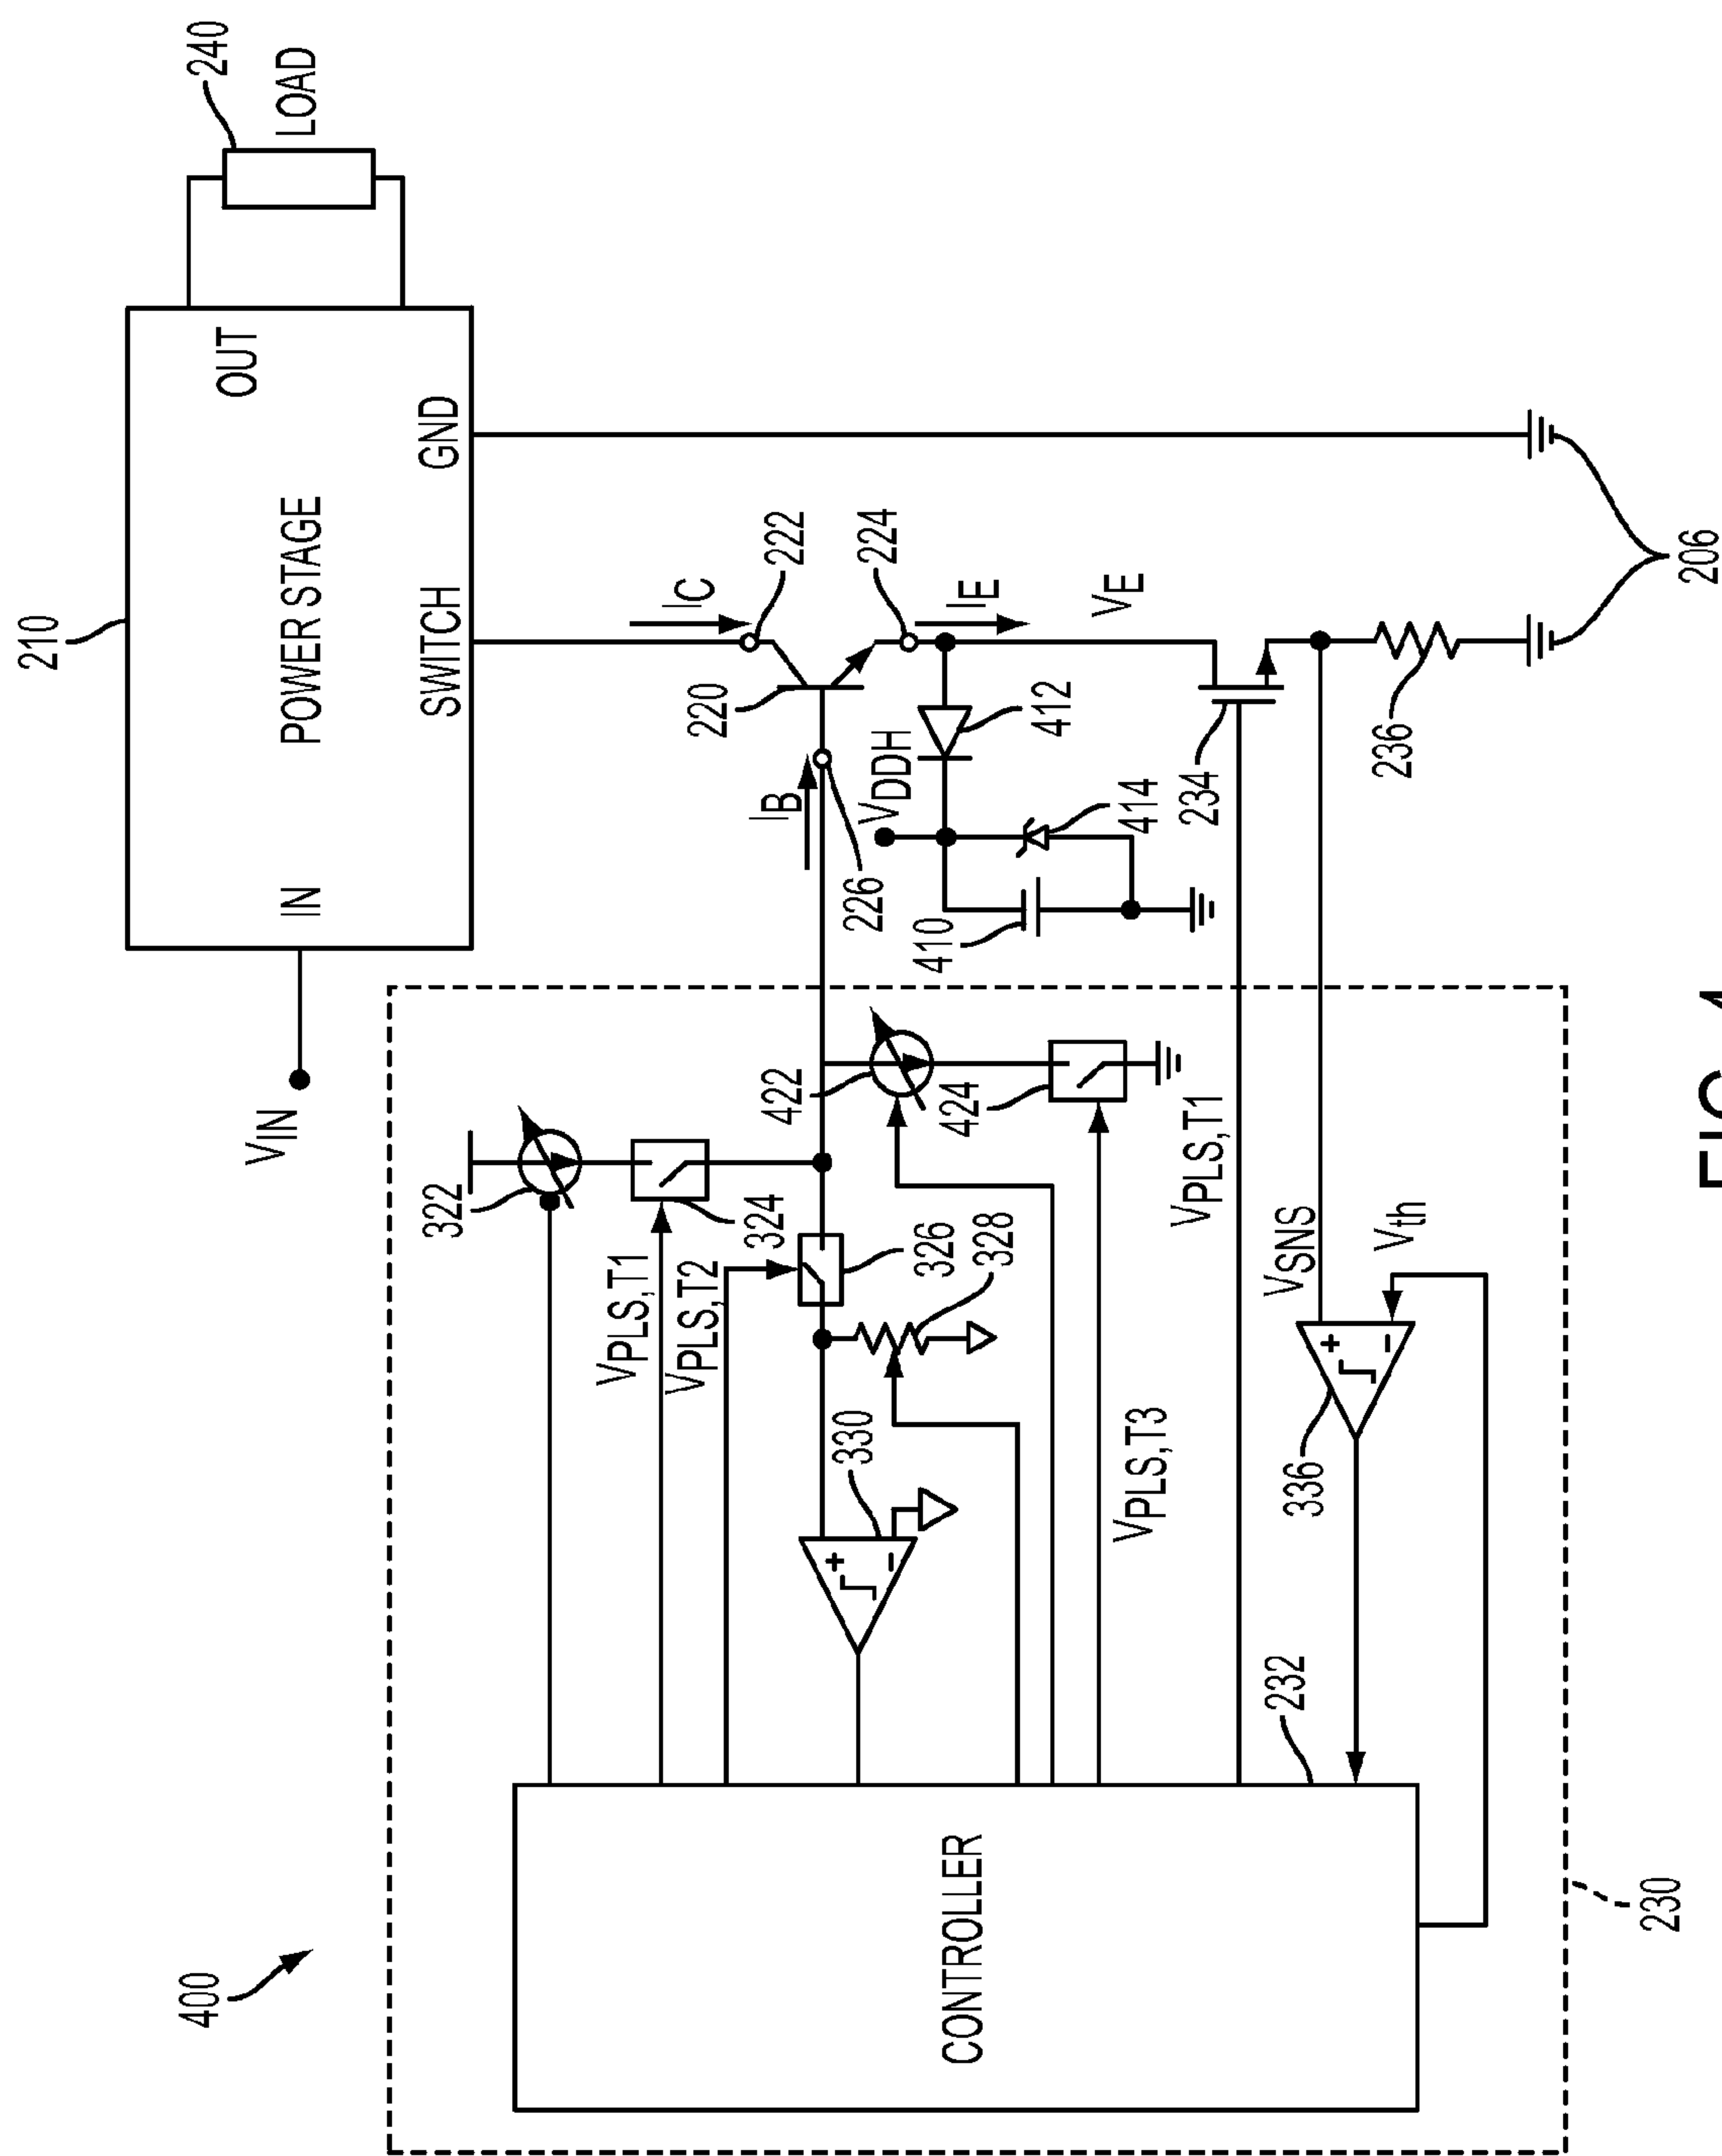 400
210
240
LOAD
OUT
POWER STAGE
IN
SWITCH
GND
VIN
IC
222
220
IB
226
224
IE
VE
VDDH
412
414
410
234
236
206
322
324
VPLS,T1
VPLS,T2
326
328
330
422
424
VPLS,T3
VPLS,T1
VSNS
Vth
336
232
CONTROLLER
230